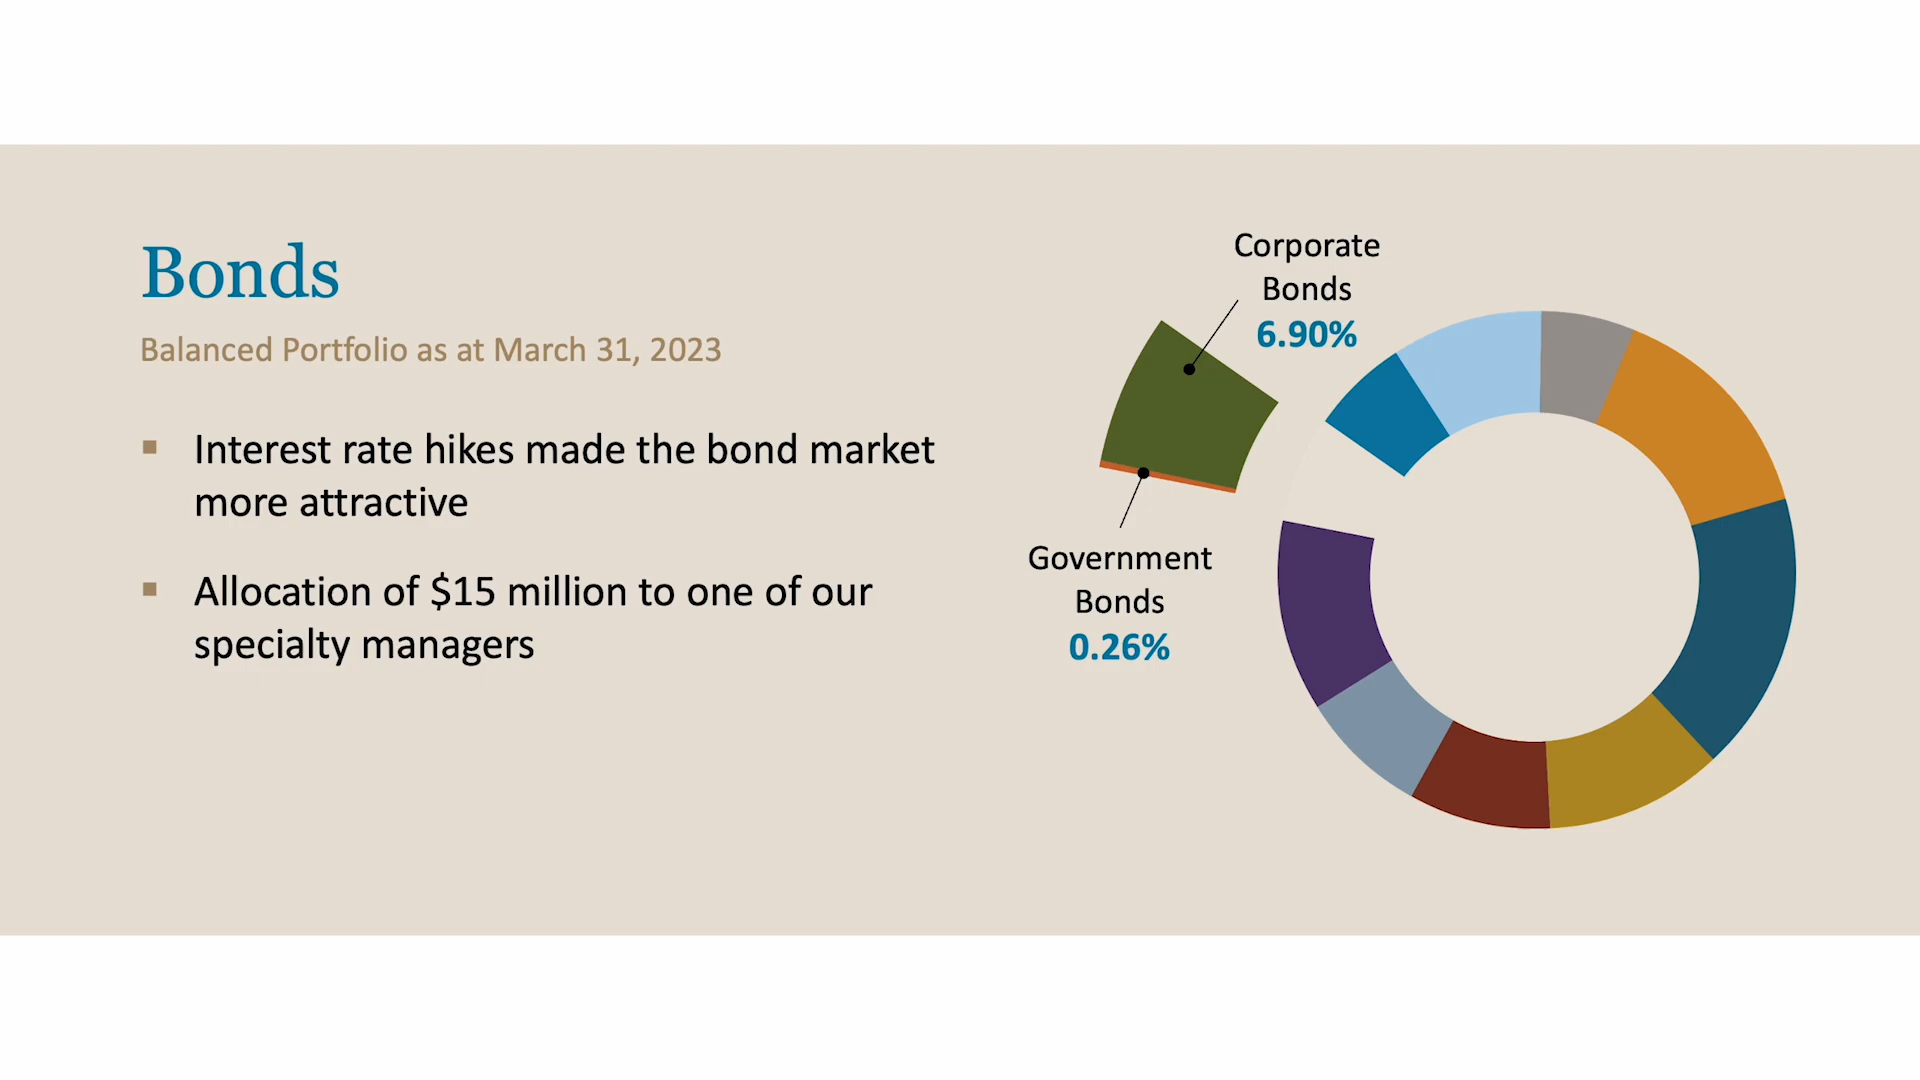 Bonds
Balanced Portfolio as at March 31, 2023
Interest rate hikes made the bond market
more attractive
Allocation of $15 million to one of our
specialty managers
Corporate
Bonds
6.90%
Government
Bonds
0.26%